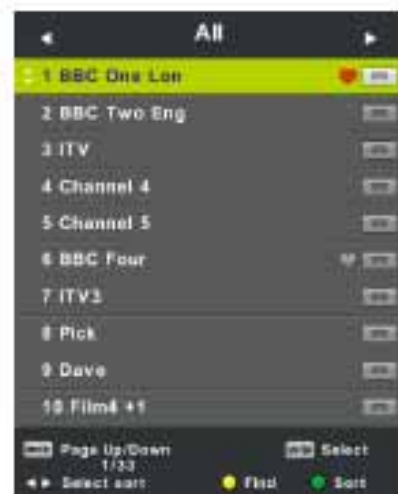 All
1 BBC One Lon
2 BBC Two Eng
3 ITV
4 Channel 4
5 Channel 5
6 BBC Four
7 ITV3
8 Pick
9 Dave
10 Film4 +1
Page Up/Down
Select
1/33
Select sort
Find
Sort